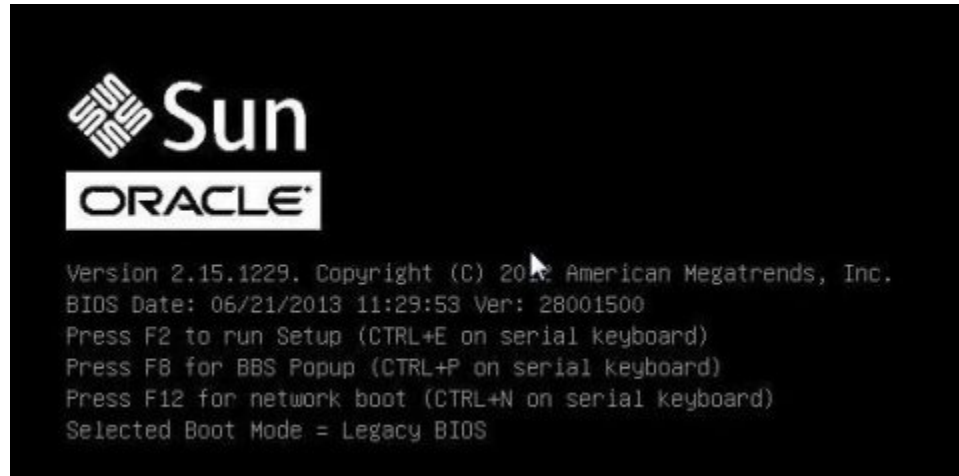 Sun
ORACLE
Version 2.15.1229. Copyright (C) American Megatrends, Inc.
BIOS Date: 06/21/2013 11:29:53 Ver: 28001500
Press F2 to run Setup (CTRL+E on serial keyboard)
Press F8 for BBS Popup (CTRL+P on serial keyboard)
Press F12 for network boot (CTRL+N on serial keyboard)
Selected Boot Mode = Legacy BIOS